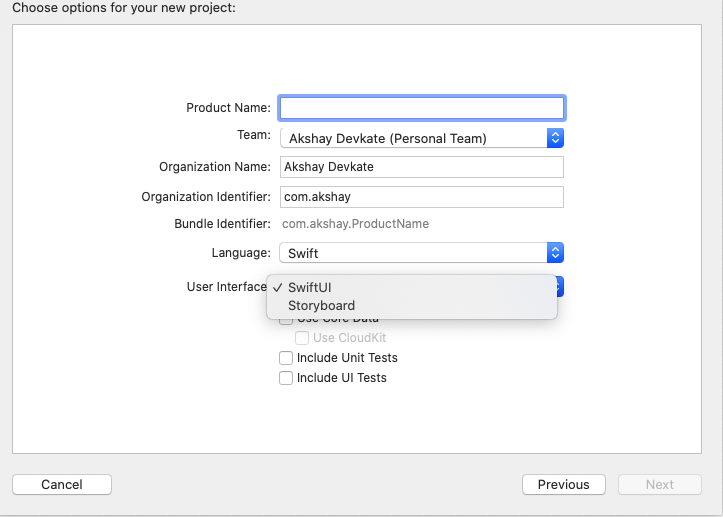 Choose options for your new project:
Product Name:
Team: Akshay Devkate (Personal Team)
Organization Name: Akshay Devkate
Organization Identifier: com.akshay
Bundle Identifier: com.akshay.ProductName
Language: Swift
User Interface ✓ SwiftUI
Storyboard
Use Core Data
Use CloudKit
Include Unit Tests
Include UI Tests
Cancel Previous Next